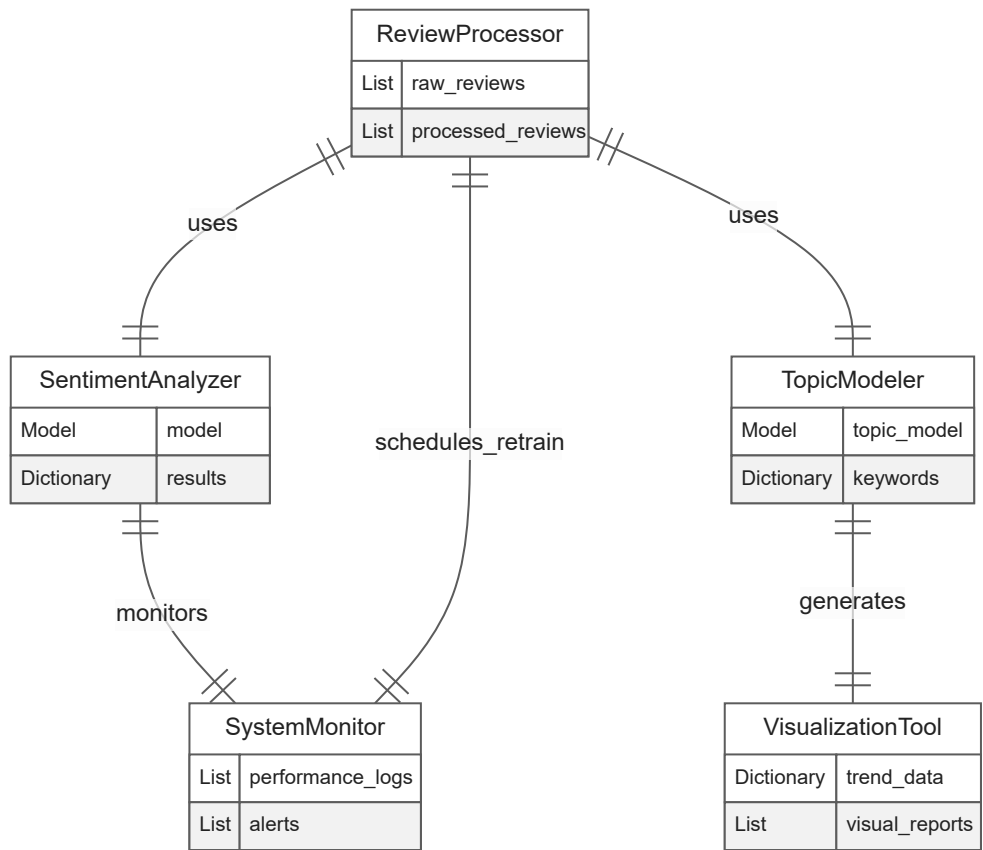 ReviewProcessor
List raw_reviews
List processed_reviews
uses
uses
SentimentAnalyzer
Model model
Dictionary results
schedules_retrain
TopicModeler
Model topic_model
Dictionary keywords
monitors
generates
SystemMonitor
List performance_logs
List alerts
VisualizationTool
Dictionary trend_data
List visual_reports